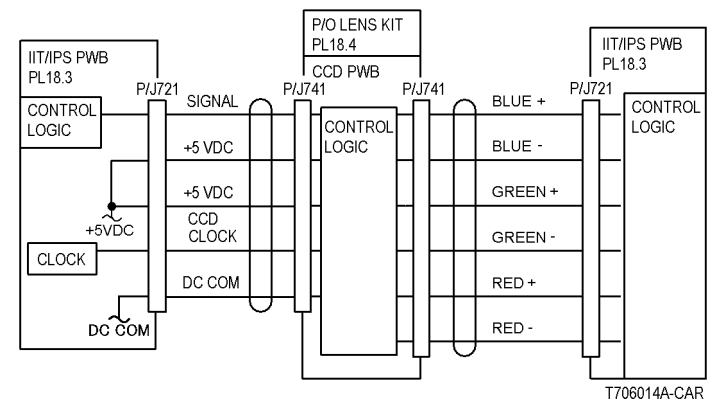 P/O LENS KIT
PL18.4
IIT/IPS PWB
PL18.3
IIT/IPS PWB
PL18.3
CCD PWB
P/J721
P/J741
P/J741
P/J721
CONTROL
LOGIC
SIGNAL
BLUE +
CONTROL
LOGIC
CONTROL
LOGIC
+5 VDC
BLUE -
+5 VDC
GREEN +
+5VDC
CCD
CLOCK
GREEN -
CLOCK
DC COM
RED +
DC COM
RED -
T706014A-CAR